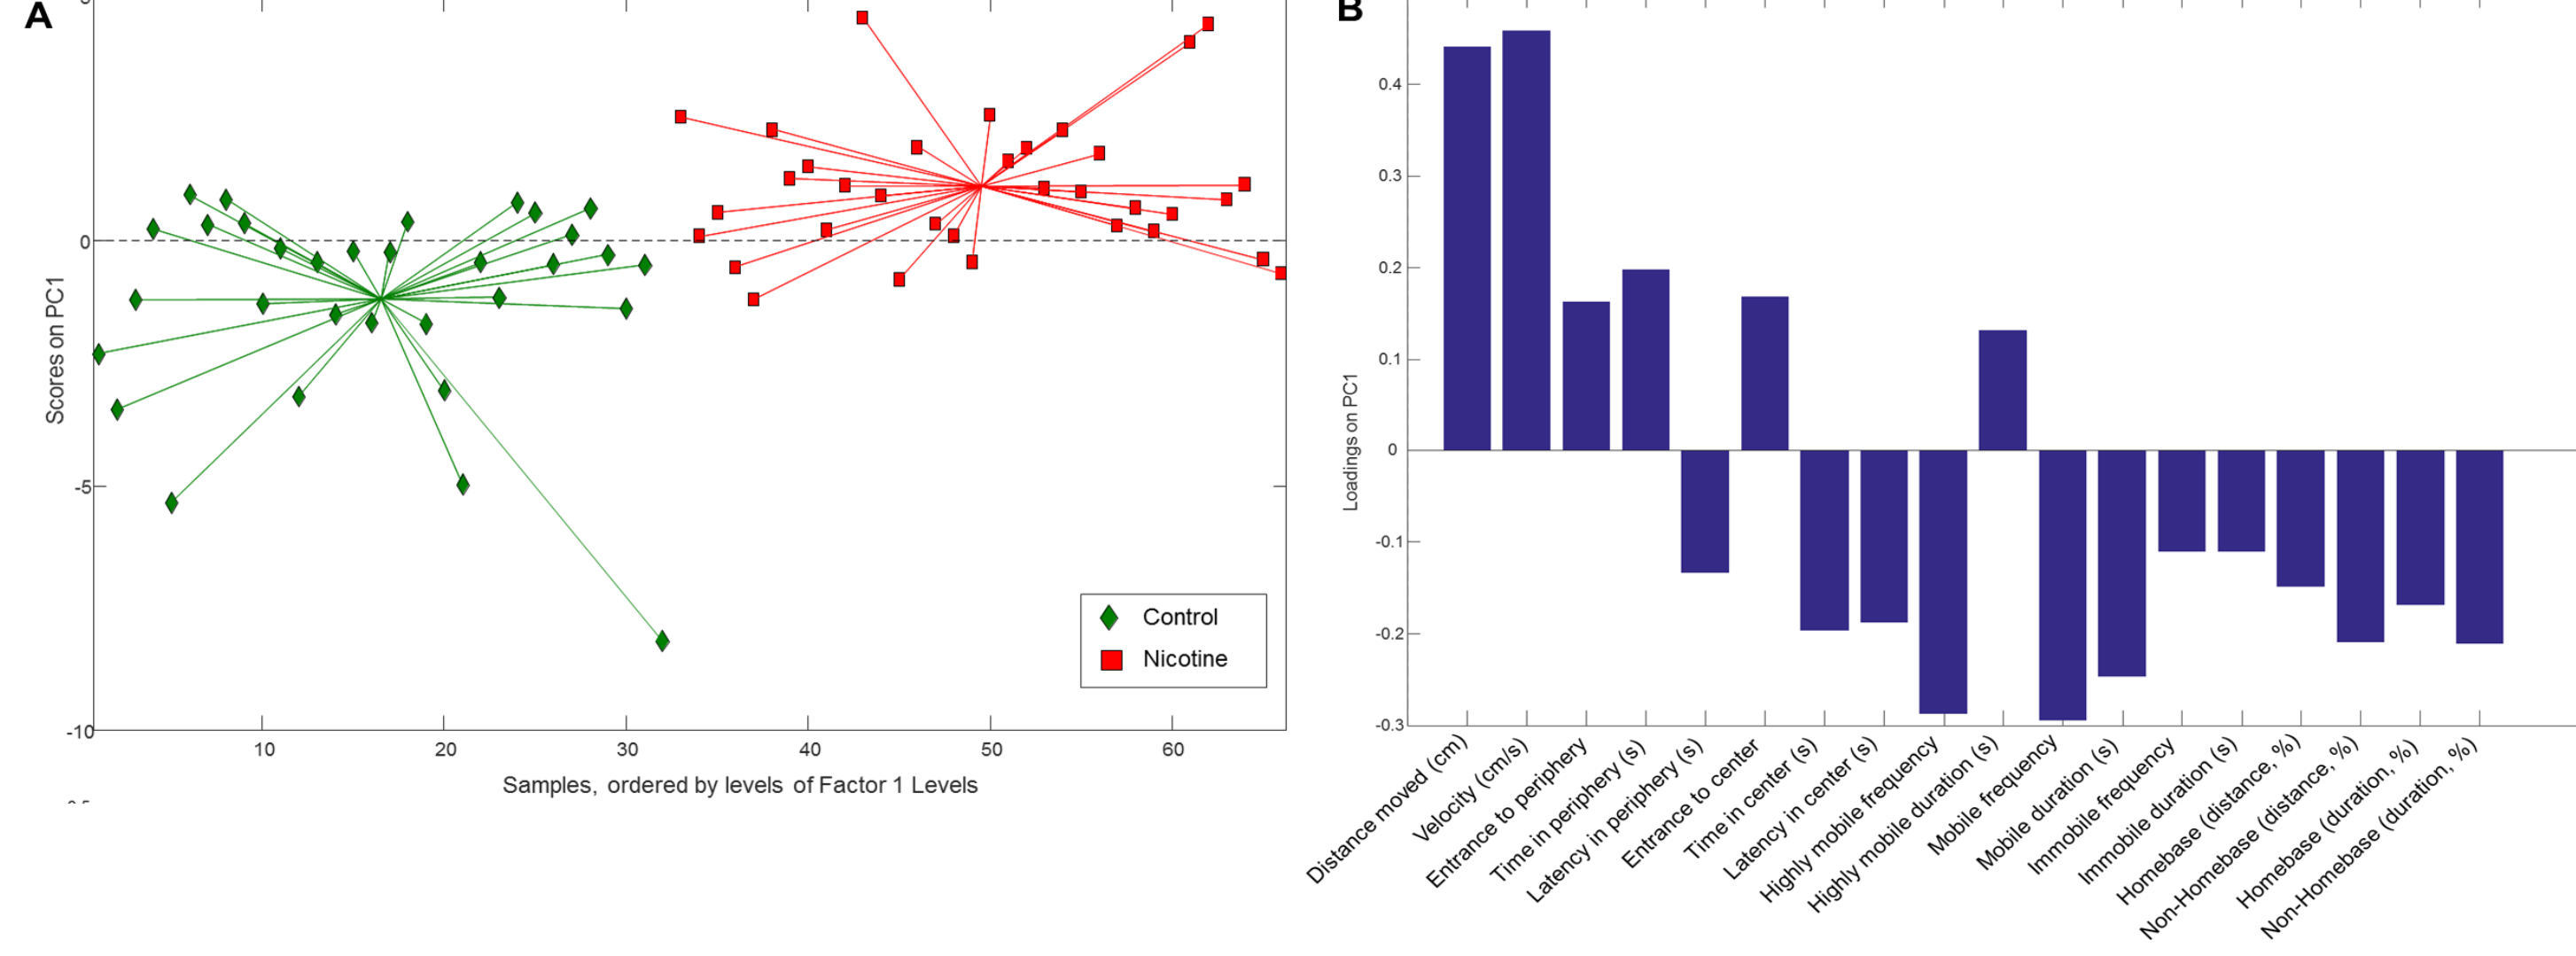 A
0
-5
-10
Scores on PC1
10
20
30
40
50
60
Samples, ordered by levels of Factor 1 Levels
Control
Nicotine
B
0.4
0.3
0.2
0.1
0
-0.1
-0.2
-0.3
Loadings on PC1
Distance moved (cm)
Velocity (cm/s)
Entrance to periphery
Time in periphery (s)
Latency in periphery (s)
Entrance to center
Time in center (s)
Latency in center (s)
Highly mobile frequency
Highly mobile duration (s)
Mobile frequency
Mobile duration (s)
Immobile frequency
Immobile duration (s)
Homebase (distance, %)
Non-Homebase (distance, %)
Homebase (duration, %)
Non-Homebase (duration, %)